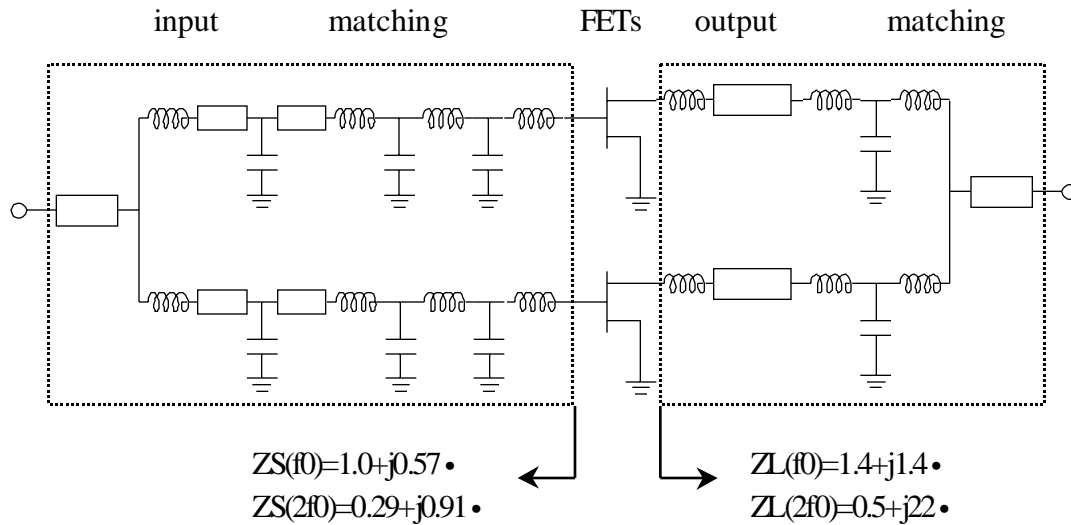 input matching FETs output matching
ZS(f0)=1.0+j0.57•
ZS(2f0)=0.29+j0.91•
ZL(f0)=1.4+j1.4•
ZL(2f0)=0.5+j22•